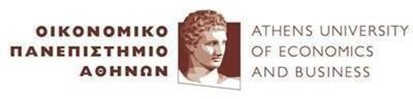 ΟΙΚΟΝΟΜΙΚΟ
ΠΑΝΕΠΙΣΤΗΜΙΟ
ΑΘΗΝΩΝ
ATHENS UNIVERSITY
OF ECONOMICS
AND BUSINESS